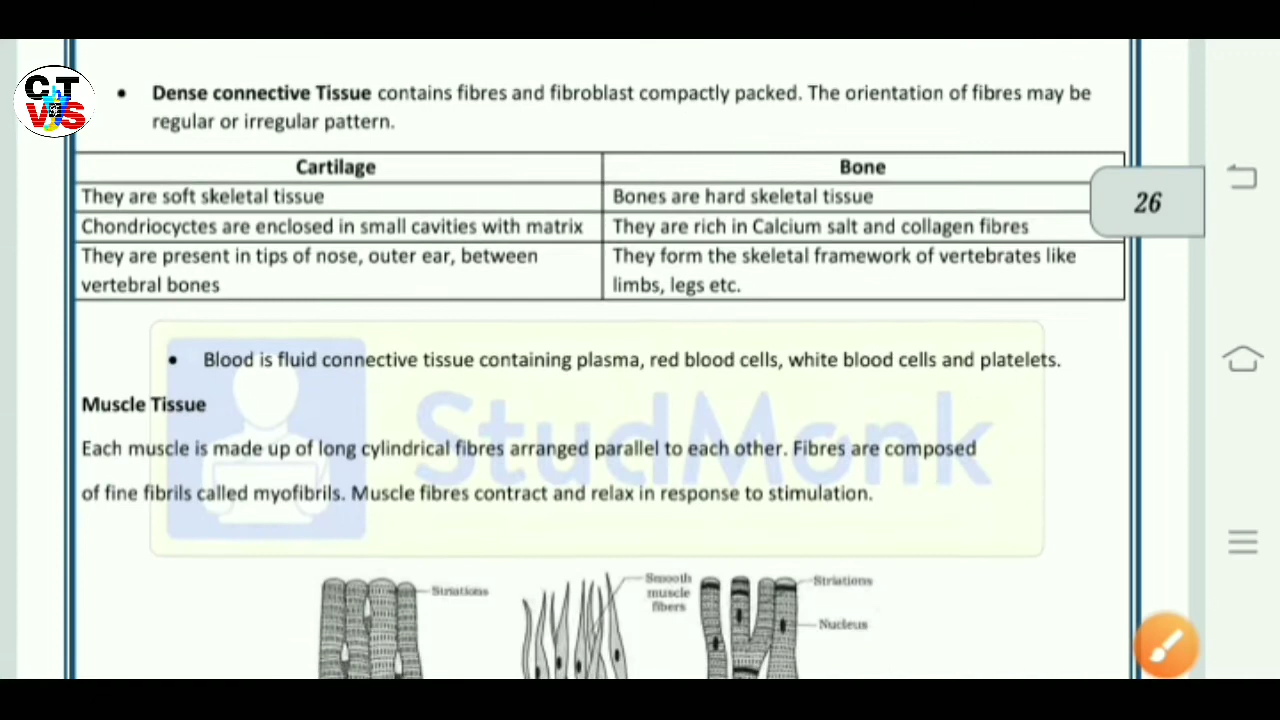 CTVS
• Dense connective Tissue contains fibres and fibroblast compactly packed. The orientation of fibres may be
regular or irregular pattern.
Cartilage Bone
They are soft skeletal tissue Bones are hard skeletal tissue
26
Chondriocyctes are enclosed in small cavities with matrix They are rich in Calcium salt and collagen fibres
They are present in tips of nose, outer ear, between They form the skeletal framework of vertebrates like
vertebral bones limbs, legs etc.
• Blood is fluid connective tissue containing plasma, red blood cells, white blood cells and platelets.
Muscle Tissue
StudMonk
Each muscle is made up of long cylindrical fibres arranged parallel to each other. Fibres are composed
of fine fibrils called myofibrils. Muscle fibres contract and relax in response to stimulation.
Striations
Smooth
muscle
fibers
Striations
Nucleus